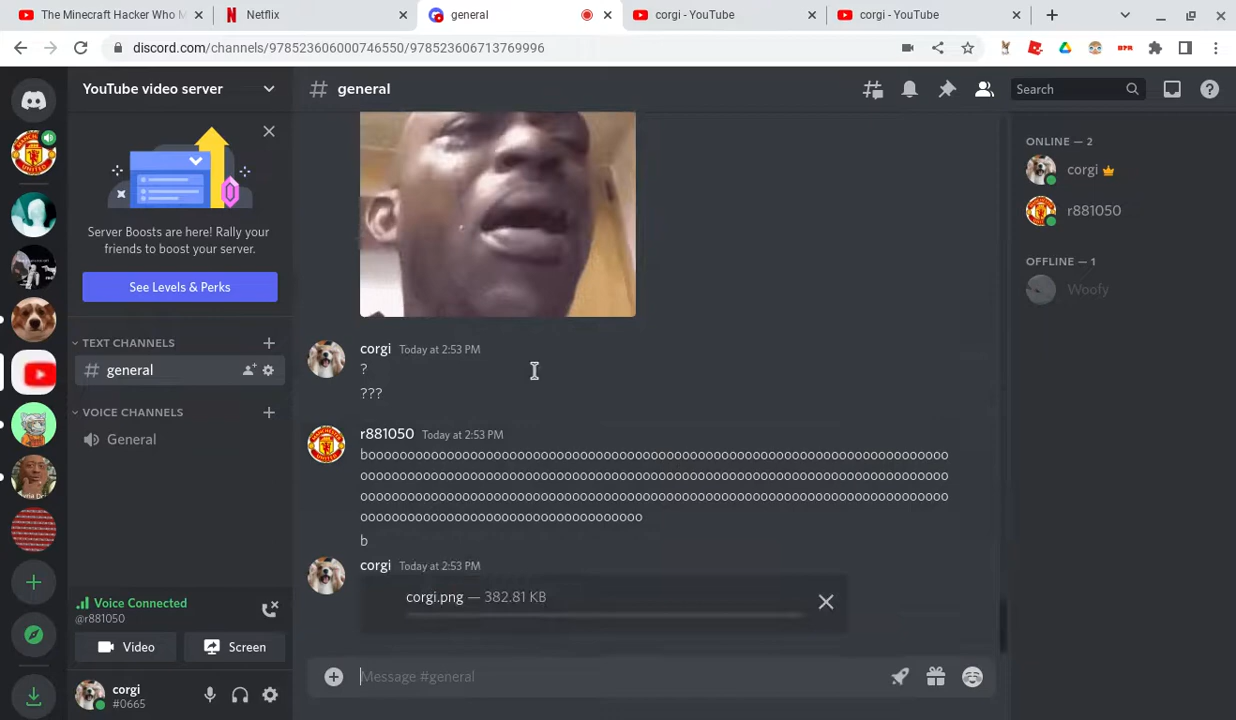 The Minecraft Hacker Who M
Netflix
general
corgi - YouTube
corgi - YouTube
discord.com/channels/978523606000746550/978523606713769996
YouTube video server
general
Search
Server Boosts are here! Rally your
friends to boost your server.
See Levels & Perks
TEXT CHANNELS
general
VOICE CHANNELS
General
Voice Connected
@r881050
Video
Screen
corgi
#0665
corgi Today at 2:53 PM
?
???
r881050 Today at 2:53 PM
b
corgi Today at 2:53 PM
corgi.png — 382.81 KB
Message #general
ONLINE — 2
corgi
r881050
OFFLINE — 1
Woofy